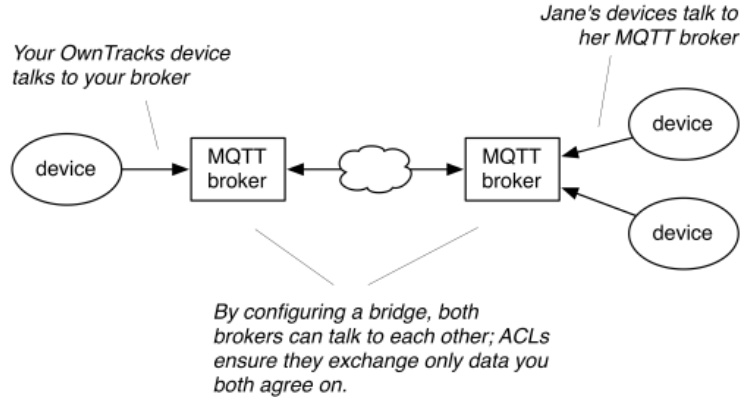 Jane's devices talk to
her MQTT broker
Your OwnTracks device
talks to your broker
device
MQTT
broker
MQTT
broker
device
device
By configuring a bridge, both
brokers can talk to each other; ACLs
ensure they exchange only data you
both agree on.